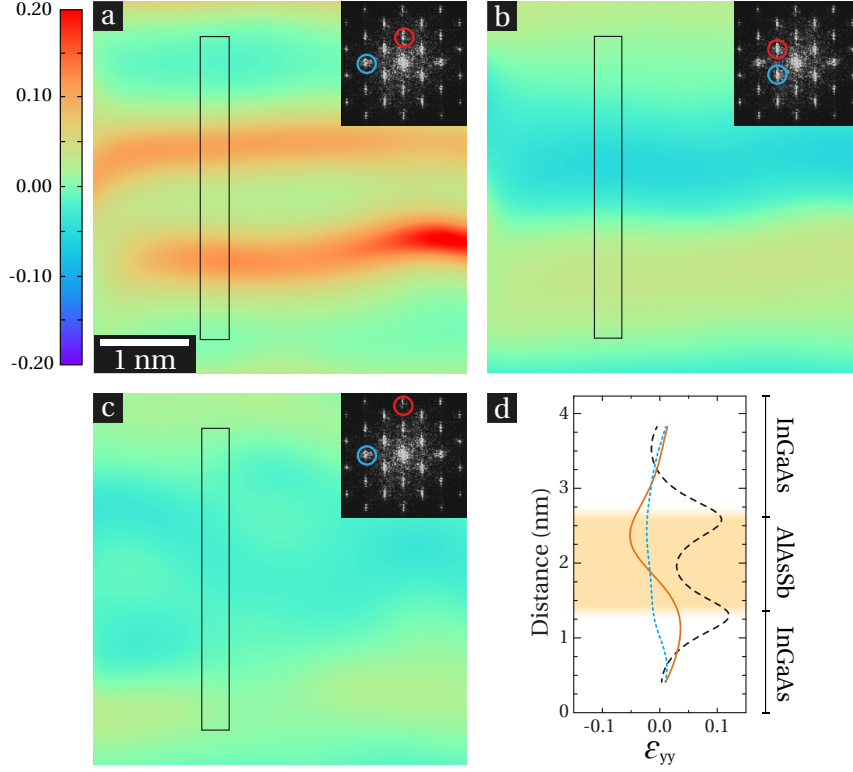 0.20
0.10
0.00
-0.10
-0.20
a
1 nm
b
c
d
4
3
2
1
0
Distance (nm)
-0.1
0.0
0.1
εyy
InGaAs
AlAsSb
InGaAs